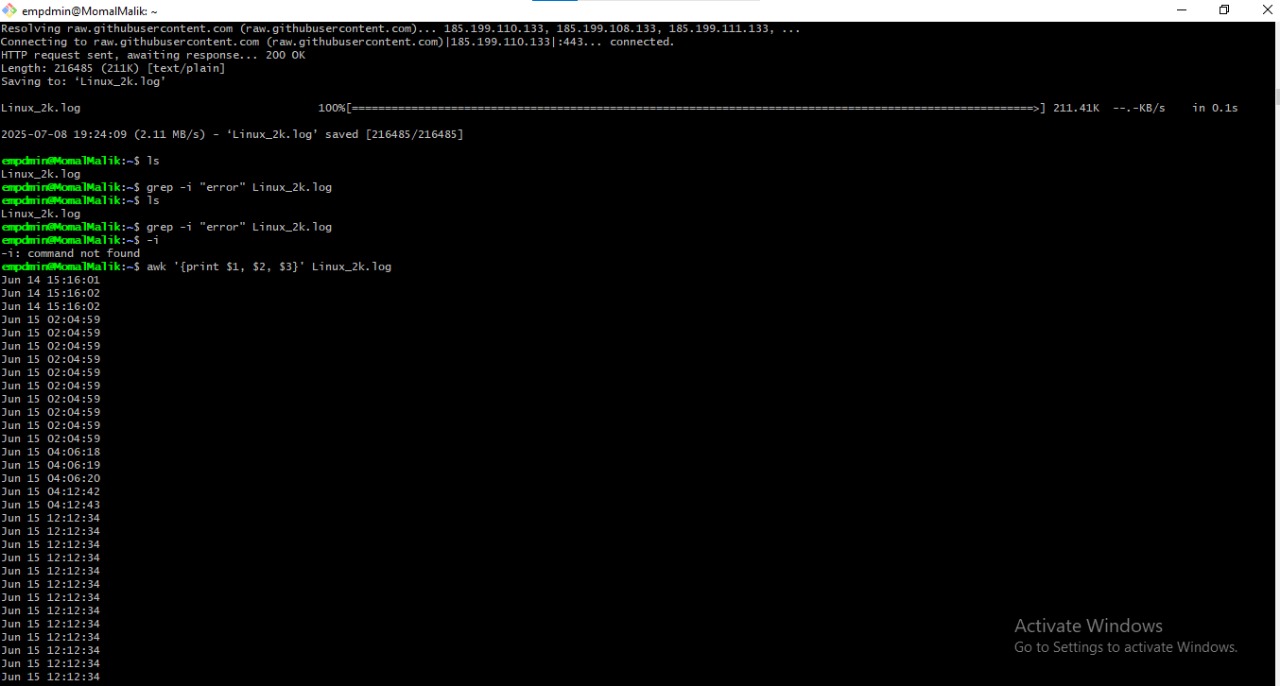 empdmin@MomalMalik: ~
Resolving raw.githubusercontent.com (raw.githubusercontent.com)... 185.199.110.133, 185.199.108.133, 185.199.111.133, ...
Connecting to raw.githubusercontent.com (raw.githubusercontent.com)|185.199.110.133|:443... connected.
HTTP request sent, awaiting response... 200 OK
Length: 216485 (211K) [text/plain]
Saving to: ‘Linux_2k.log’
Linux_2k.log 100%[=======================================================================================================>] 211.41K --.-KB/s in 0.1s
2025-07-08 19:24:09 (2.11 MB/s) - ‘Linux_2k.log’ saved [216485/216485]
empdmin@MomalMalik:~$ ls
Linux_2k.log
empdmin@MomalMalik:~$ grep -i "error" Linux_2k.log
empdmin@MomalMalik:~$ ls
Linux_2k.log
empdmin@MomalMalik:~$ grep -i "error" Linux_2k.log
empdmin@MomalMalik:~$ -i
-i: command not found
empdmin@MomalMalik:~$ awk '{print $1, $2, $3}' Linux_2k.log
Jun 14 15:16:01
Jun 14 15:16:02
Jun 14 15:16:02
Jun 15 02:04:59
Jun 15 02:04:59
Jun 15 02:04:59
Jun 15 02:04:59
Jun 15 02:04:59
Jun 15 02:04:59
Jun 15 02:04:59
Jun 15 02:04:59
Jun 15 02:04:59
Jun 15 02:04:59
Jun 15 04:06:18
Jun 15 04:06:19
Jun 15 04:06:20
Jun 15 04:12:42
Jun 15 04:12:43
Jun 15 12:12:34
Jun 15 12:12:34
Jun 15 12:12:34
Jun 15 12:12:34
Jun 15 12:12:34
Jun 15 12:12:34
Jun 15 12:12:34
Jun 15 12:12:34
Jun 15 12:12:34
Jun 15 12:12:34
Jun 15 12:12:34
Jun 15 12:12:34
Jun 15 12:12:34
Activate Windows
Go to Settings to activate Windows.